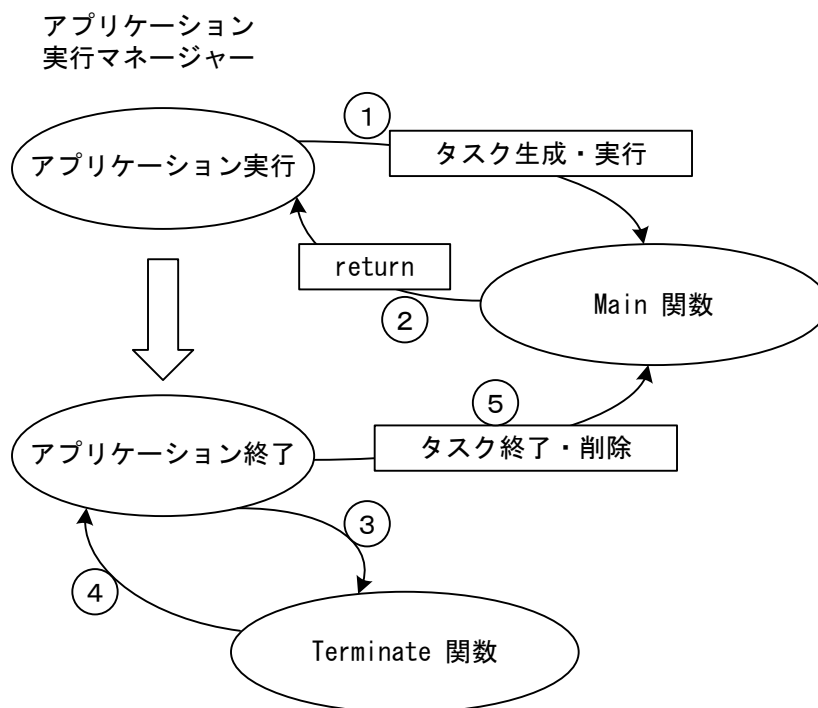 アプリケーション
実行マネージャー
①
タスク生成・実行
アプリケーション実行
return
②
Main 関数
⑤
タスク終了・削除
アプリケーション終了
③
④
Terminate 関数